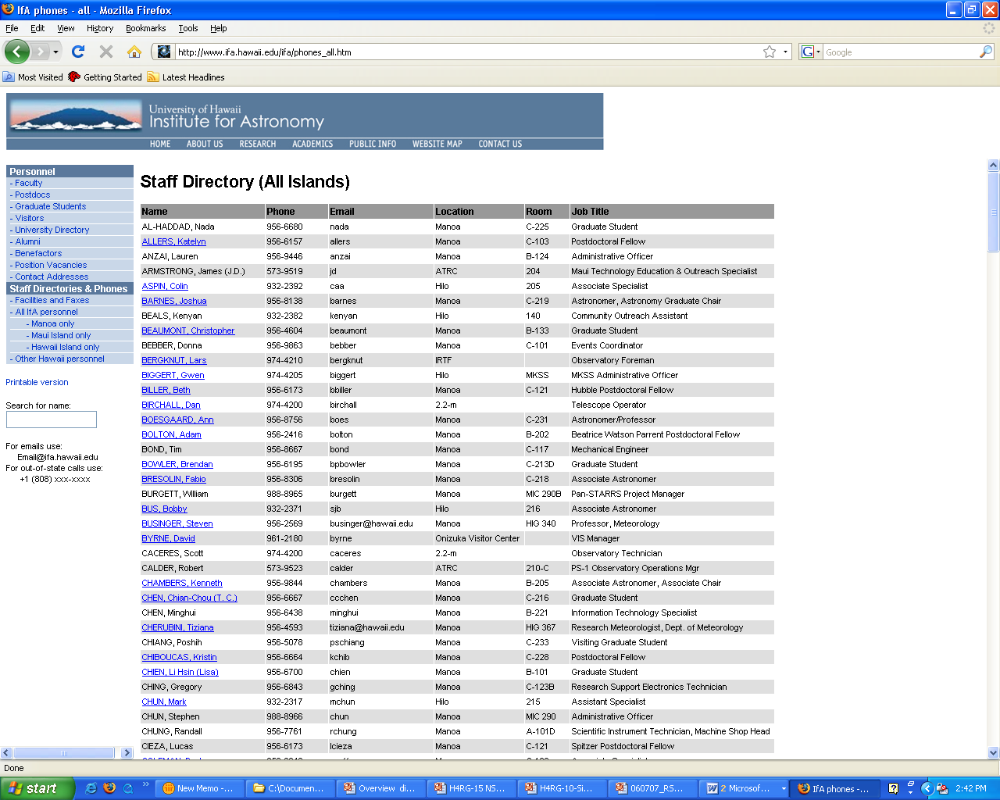 IfA phones - all - Mozilla Firefox
File Edit View History Bookmarks Tools Help
http://www.ifa.hawaii.edu/ifa/phones_all.htm
Google
Most Visited Getting Started Latest Headlines
University of Hawaii
Institute for Astronomy
HOME ABOUT US RESEARCH ACADEMICS PUBLIC INFO WEBSITE MAP CONTACT US
Personnel
- Faculty
- Postdocs
- Graduate Students
- Visitors
- University Directory
- Alumni
- Benefactors
- Position Vacancies
- Contact Addresses
Staff Directories & Phones
- Facilities and Faxes
- All IfA personnel
- Manoa only
- Maui Island only
- Hawaii Island only
- Other Hawaii personnel
Printable version
Search for name:
For emails use:
Email@ifa.hawaii.edu
For out-of-state calls use:
+1 (808) xxx-xxxx
Staff Directory (All Islands)
Name Phone Email Location Room Job Title
AL-HADDAD, Nada 956-6680 nada Manoa C-225 Graduate Student
ALLERS, Katelyn 956-6157 allers Manoa C-103 Postdoctoral Fellow
ANZAI, Lauren 956-9446 anzai Manoa B-124 Administrative Officer
ARMSTRONG, James (J.D.) 573-9519 jd ATRC 204 Maui Technology Education & Outreach Specialist
ASPIN, Colin 932-2392 caa Hilo 205 Associate Specialist
BARNES, Joshua 956-8138 barnes Manoa C-219 Astronomer, Astronomy Graduate Chair
BEALS, Kenyan 932-2382 kenyan Hilo 140 Community Outreach Assistant
BEAUMONT, Christopher 956-4604 beaumont Manoa B-133 Graduate Student
BEBBER, Donna 956-9863 bebber Manoa C-101 Events Coordinator
BERGKNUT, Lars 974-4210 bergknut IRTF Observatory Foreman
BIGGERT, Gwen 974-4205 biggert Hilo MKSS MKSS Administrative Officer
BILLER, Beth 956-6173 bbiller Manoa C-121 Hubble Postdoctoral Fellow
BIRCHALL, Dan 974-4200 birchall 2.2-m Telescope Operator
BOESGAARD, Ann 956-8756 boes Manoa C-231 Astronomer/Professor
BOLTON, Adam 956-2416 bolton Manoa B-202 Beatrice Watson Parrent Postdoctoral Fellow
BOND, Tim 956-8667 bond Manoa C-117 Mechanical Engineer
BOWLER, Brendan 956-6195 bpbowler Manoa C-213D Graduate Student
BRESOLIN, Fabio 956-8306 bresolin Manoa C-218 Associate Astronomer
BURGETT, William 988-8965 burgett Manoa MIC 290B Pan-STARRS Project Manager
BUS, Bobby 932-2371 sjb Hilo 216 Associate Astronomer
BUSINGER, Steven 956-2569 businger@hawaii.edu Manoa HIG 340 Professor, Meteorology
BYRNE, David 961-2180 byrne Onizuka Visitor Center VIS Manager
CACERES, Scott 974-4200 caceres 2.2-m Observatory Technician
CALDER, Robert 573-9523 calder ATRC 210-C PS-1 Observatory Operations Mgr
CHAMBERS, Kenneth 956-9844 chambers Manoa B-205 Associate Astronomer, Associate Chair
CHEN, Chian-Chou (T. C.) 956-6667 ccchen Manoa C-216 Graduate Student
CHEN, Minghui 956-6438 minghui Manoa B-221 Information Technology Specialist
CHERUBINI, Tiziana 956-4593 tiziana@hawaii.edu Manoa HIG 367 Research Meteorologist, Dept. of Meteorology
CHIANG, Poshih 956-5078 pschiang Manoa C-233 Visiting Graduate Student
CHIBOUCAS, Kristin 956-6664 kchib Manoa C-228 Postdoctoral Fellow
CHIEN, Li Hsin (Lisa) 956-6700 chien Manoa B-101 Graduate Student
CHING, Gregory 956-6843 gching Manoa C-123B Research Support Electronics Technician
CHUN, Mark 932-2317 mchun Hilo 215 Assistant Specialist
CHUN, Stephen 988-8966 chun Manoa MIC 290 Administrative Officer
CHUNG, Randall 956-7761 rchung Manoa A-101D Scientific Instrument Technician, Machine Shop Head
CIEZA, Lucas 956-6173 lcieza Manoa C-121 Spitzer Postdoctoral Fellow
Done
start New Memo -... C:\Documen... Overview di... H4RG-15 NS... H4RG-10-Si... 060707_RS... 2 Microsof... IfA phones -... 2:42 PM